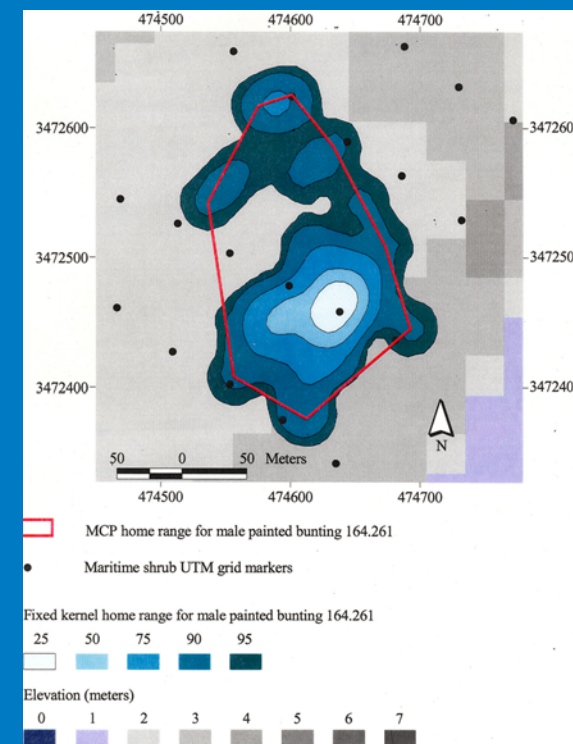 474500 474600 474700
3472600 347260
3472500 347250
3472400 347240
50 0 50 Meters
N
474500 474600 474700
MCP home range for male painted bunting 164.261
Maritime shrub UTM grid markers
Fixed kernel home range for male painted bunting 164.261
25 50 75 90 95
Elevation (meters)
0 1 2 3 4 5 6 7